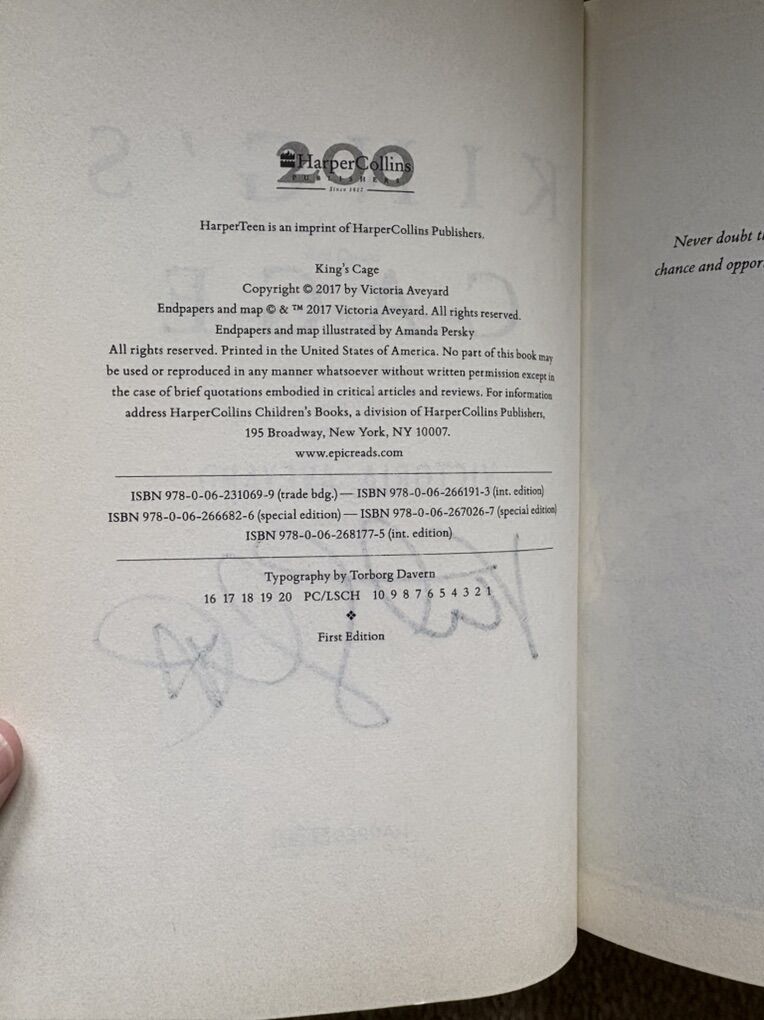 200
HarperCollins
PUBLISHERS
Since 1817
HarperTeen is an imprint of HarperCollins Publishers.
King's Cage
Copyright © 2017 by Victoria Aveyard
Endpapers and map © & ™ 2017 Victoria Aveyard. All rights reserved.
Endpapers and map illustrated by Amanda Persky
All rights reserved. Printed in the United States of America. No part of this book may
be used or reproduced in any manner whatsoever without written permission except in
the case of brief quotations embodied in critical articles and reviews. For information
address HarperCollins Children's Books, a division of HarperCollins Publishers,
195 Broadway, New York, NY 10007.
www.epicreads.com
ISBN 978-0-06-231069-9 (trade bdg.) — ISBN 978-0-06-266191-3 (int. edition)
ISBN 978-0-06-266682-6 (special edition) — ISBN 978-0-06-267026-7 (special edition)
ISBN 978-0-06-268177-5 (int. edition)
Typography by Torborg Davern
16 17 18 19 20 PC/LSCH 10 9 8 7 6 5 4 3 2 1
❖
First Edition
Never doubt
chance and